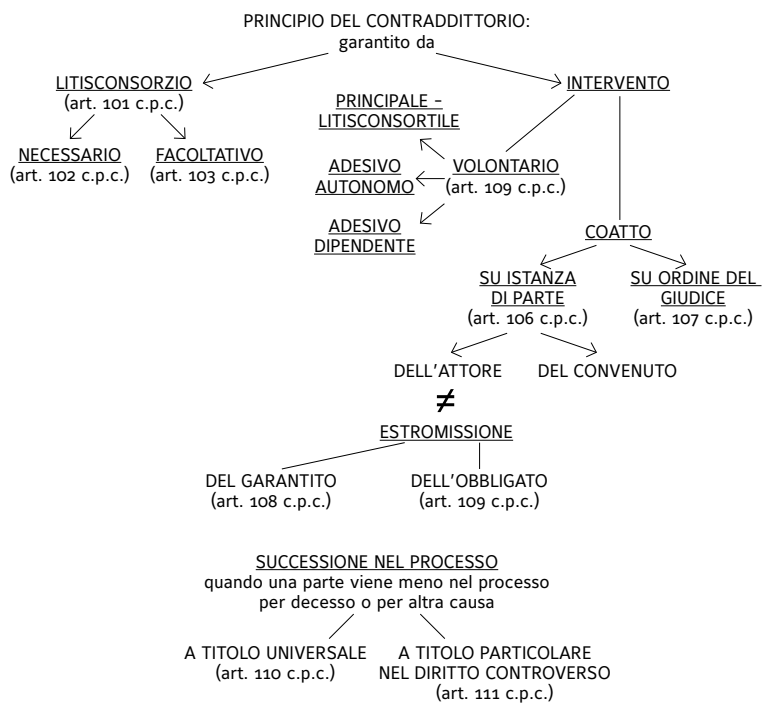 PRINCIPIO DEL CONTRADDITTORIO:
garantito da
LITISCONSORZIO
(art. 101 c.p.c.)
NECESSARIO
(art. 102 c.p.c.)
FACOLTATIVO
(art. 103 c.p.c.)
INTERVENTO
VOLONTARIO
(art. 109 c.p.c.)
PRINCIPALE -
LITISCONSORTILE
ADESIVO
AUTONOMO
ADESIVO
DIPENDENTE
COATTO
SU ISTANZA
DI PARTE
(art. 106 c.p.c.)
SU ORDINE DEL
GIUDICE
(art. 107 c.p.c.)
DELL'ATTORE
DEL CONVENUTO
≠
ESTROMISSIONE
DEL GARANTITO
(art. 108 c.p.c.)
DELL'OBBLIGATO
(art. 109 c.p.c.)
SUCCESSIONE NEL PROCESSO
quando una parte viene meno nel processo
per decesso o per altra causa
A TITOLO UNIVERSALE
(art. 110 c.p.c.)
A TITOLO PARTICOLARE
NEL DIRITTO CONTROVERSO
(art. 111 c.p.c.)